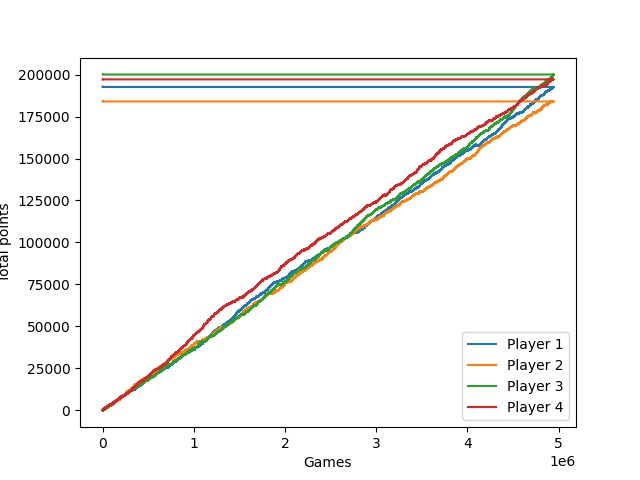 200000
175000
150000
125000
100000
75000
50000
25000
0
Total points
0 1 2 3 4 5
1e6
Games
Player 1
Player 2
Player 3
Player 4